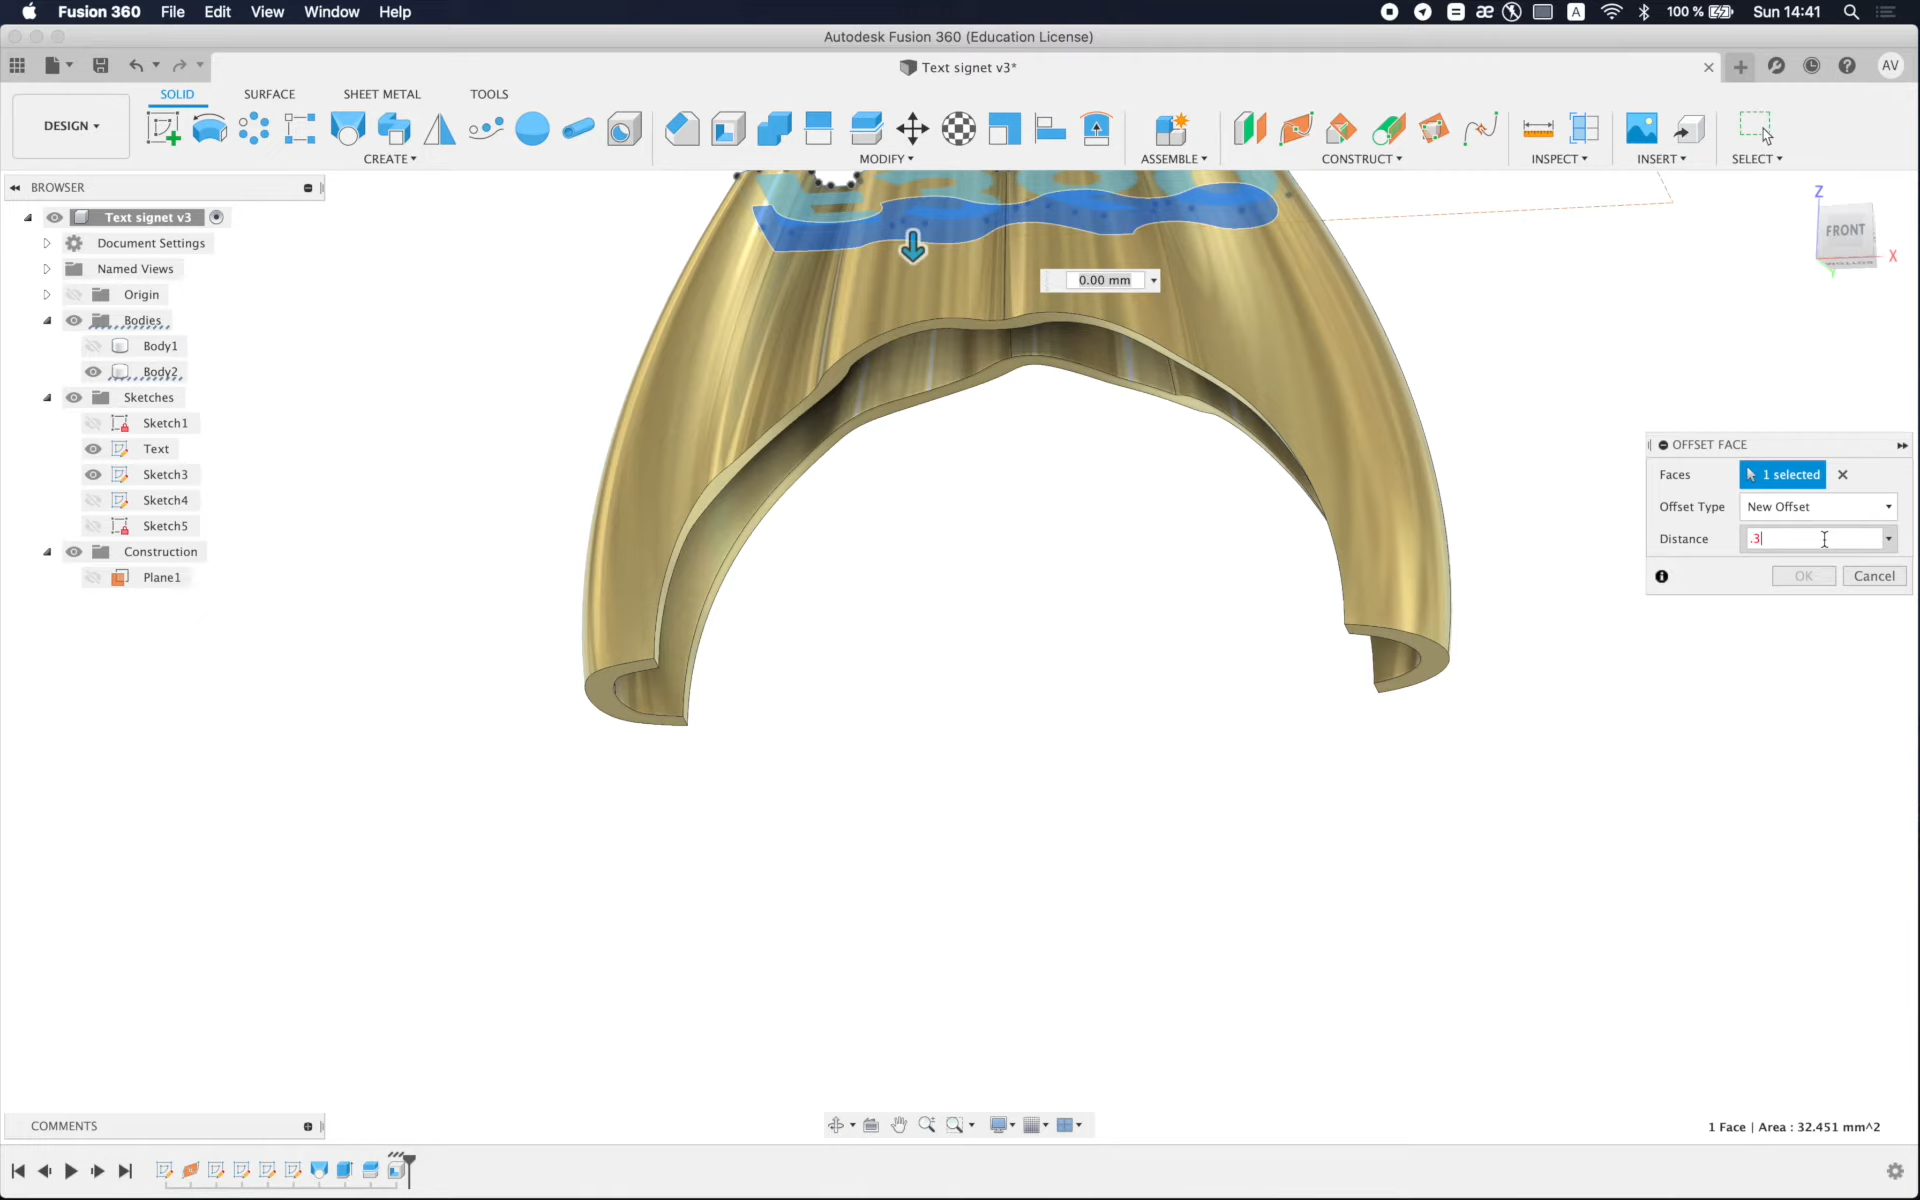 Fusion 360 File Edit View Window Help
100 % Sun 14:41
Autodesk Fusion 360 (Education License)
Text signet v3*
AV
DESIGN
SOLID SURFACE SHEET METAL TOOLS
CREATE MODIFY ASSEMBLE CONSTRUCT INSPECT INSERT SELECT
BROWSER
Text signet v3
Document Settings
Named Views
Origin
Bodies
Body1
Body2
Sketches
Sketch1
Text
Sketch3
Sketch4
Sketch5
Construction
Plane1
0.00 mm
Z
FRONT
BOTTOM
X
Y
OFFSET FACE
Faces 1 selected
Offset Type New Offset
Distance .3
OK Cancel
COMMENTS
1 Face | Area : 32.451 mm^2